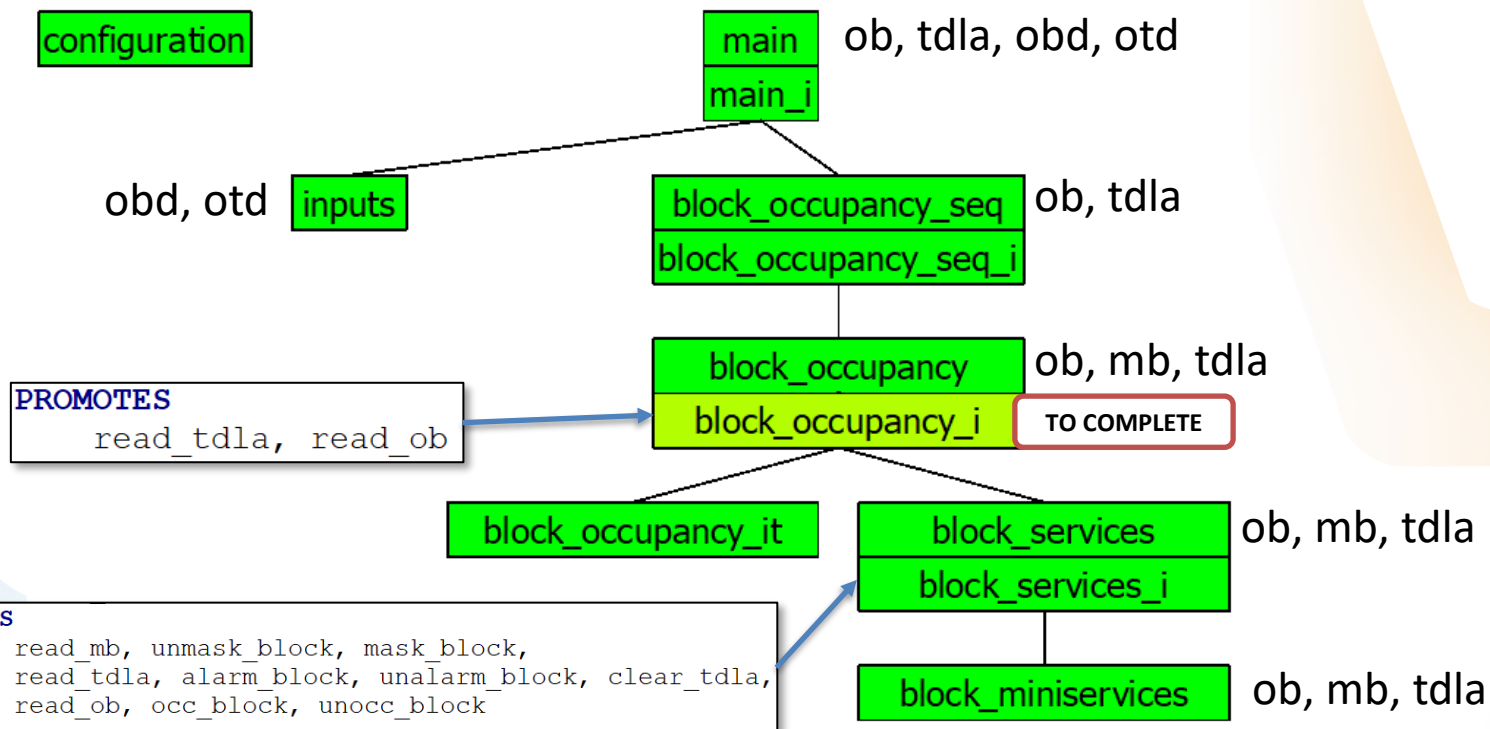 configuration
main
ob, tdla, obd, otd
main_i
obd, otd
inputs
block_occupancy_seq
ob, tdla
block_occupancy_seq_i
block_occupancy
ob, mb, tdla
PROMOTES
read_tdla, read_ob
block_occupancy_i
TO COMPLETE
block_occupancy_it
block_services
ob, mb, tdla
block_services_i
S
read_mb, unmask_block, mask_block,
read_tdla, alarm_block, unalarm_block, clear_tdla,
read_ob, occ_block, unocc_block
block_miniservices
ob, mb, tdla